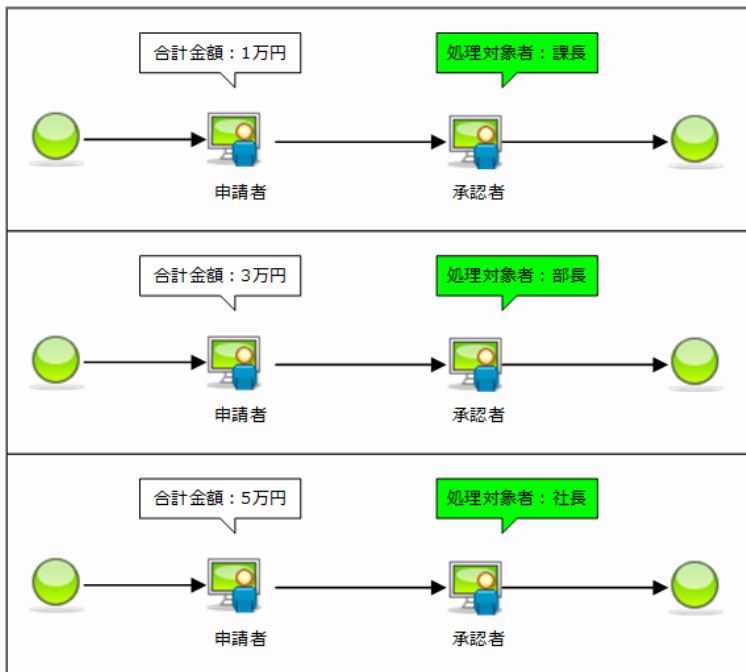 合計金額：1万円
処理対象者：課長
申請者
承認者
合計金額：3万円
処理対象者：部長
申請者
承認者
合計金額：5万円
処理対象者：社長
申請者
承認者